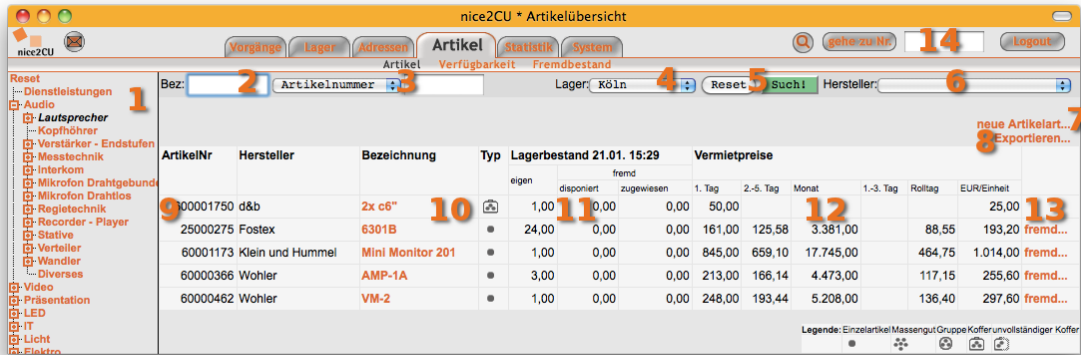 nice2CU * Artikelübersicht
nice2CU
Vorgänge Lager Adressen Artikel Statistik System
gehe zu Nr. 14 Logout
Artikel Verfügbarkeit Fremdbestand
Reset
Dienstleistungen
1
Audio
Lautsprecher
Kopfhöhrer
Verstärker - Endstufen
Messtechnik
Interkom
Mikrofon Drahtgebunde
Mikrofon Drahtlos
Regietechnik
Recorder - Player
Stative
Verteiler
Wandler
Diverses
Video
Präsentation
LED
IT
Licht
Elektro
Bez: 2 Artikelnummer 3 Lager: Köln 4 Reset 5 Such! Hersteller: 6
neue Artikelart... 7
8 Exportieren...
ArtikelNr Hersteller Bezeichnung Typ Lagerbestand 21.01. 15:29 Vermietpreise
eigen fremd
disponiert zugewiesen 1. Tag 2.-5. Tag Monat 1.-3. Tag Rolltag EUR/Einheit
9 60001750 d&b 2x c6" 10 1,00 11 0,00 0,00 50,00 12 25,00 13
25000275 Fostex 6301B 24,00 0,00 0,00 161,00 125,58 3.381,00 88,55 193,20 fremd...
60001173 Klein und Hummel Mini Monitor 201 1,00 0,00 0,00 845,00 659,10 17.745,00 464,75 1.014,00 fremd...
60000366 Wohler AMP-1A 3,00 0,00 0,00 213,00 166,14 4.473,00 117,15 255,60 fremd...
60000462 Wohler VM-2 1,00 0,00 0,00 248,00 193,44 5.208,00 136,40 297,60 fremd...
Legende: Einzelartikel Massengut Gruppe Koffer unvollständiger Koffer